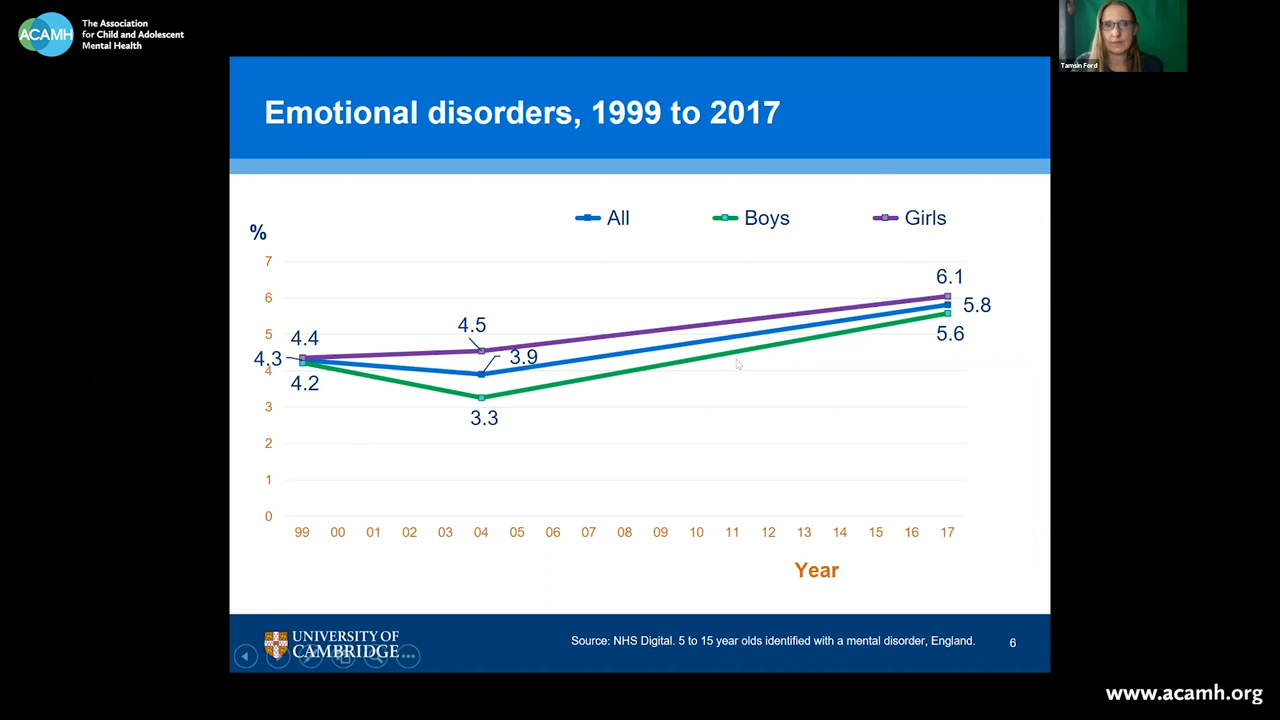 ACAMH
The Association
for Child and Adolescent
Mental Health
Tamsin Ford
Emotional disorders, 1999 to 2017
All
Boys
Girls
%
7
6
5
4
3
2
1
0
4.4
4.3
4.2
4.5
3.9
3.3
6.1
5.8
5.6
99 00 01 02 03 04 05 06 07 08 09 10 11 12 13 14 15 16 17
Year
UNIVERSITY OF
CAMBRIDGE
Source: NHS Digital. 5 to 15 year olds identified with a mental disorder, England.
6
www.acamh.org